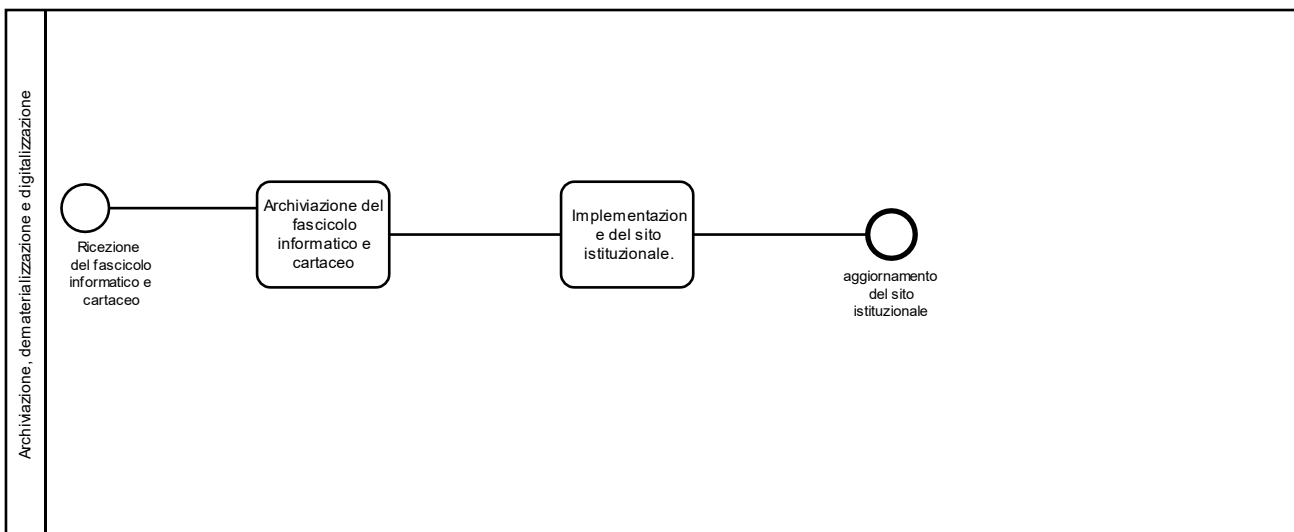 Archiviazione, dematerializzazione e digitalizzazione
Ricezione
del fascicolo
informatico e
cartaceo
Archiviazione del
fascicolo
informatico e
cartaceo
Implementazion
e del sito
istituzionale.
aggiornamento
del sito
istituzionale